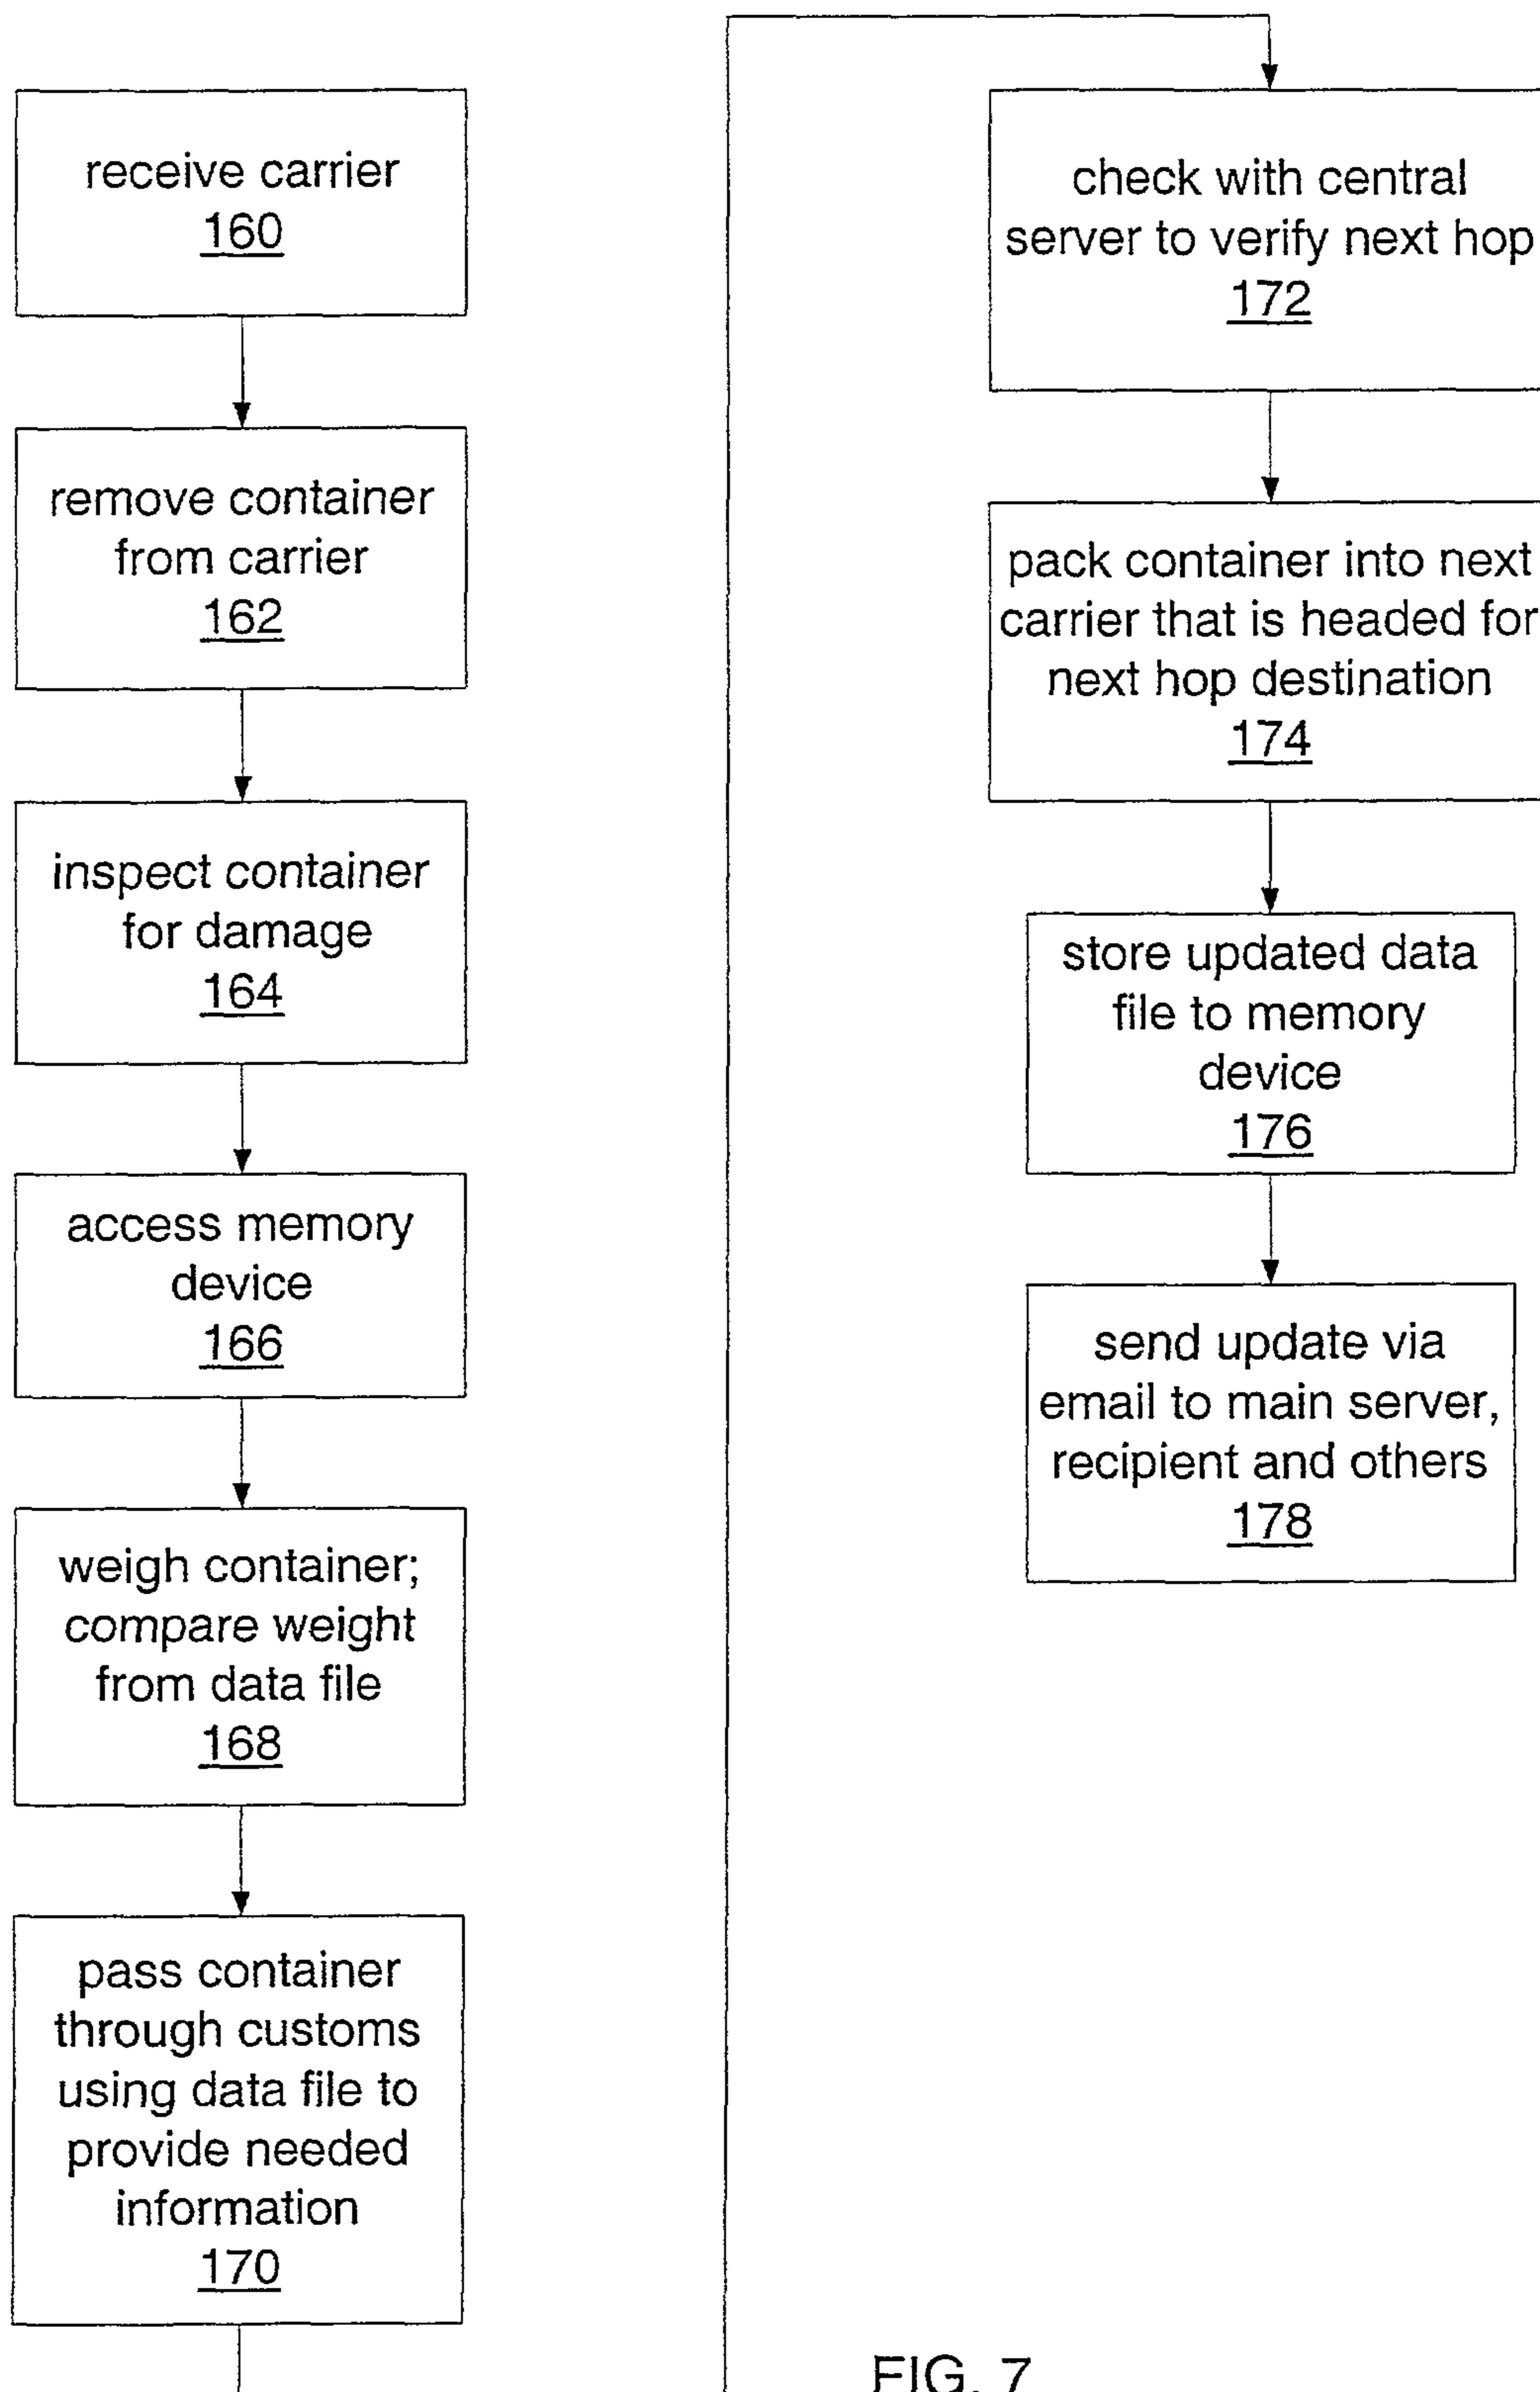 receive carrier
160
remove container
from carrier
162
inspect container
for damage
164
access memory
device
166
weigh container;
compare weight
from data file
168
pass container
through customs
using data file to
provide needed
information
170
check with central
server to verify next hop
172
pack container into next
carrier that is headed for
next hop destination
174
store updated data
file to memory
device
176
send update via
email to main server,
recipient and others
178
FIG. 7